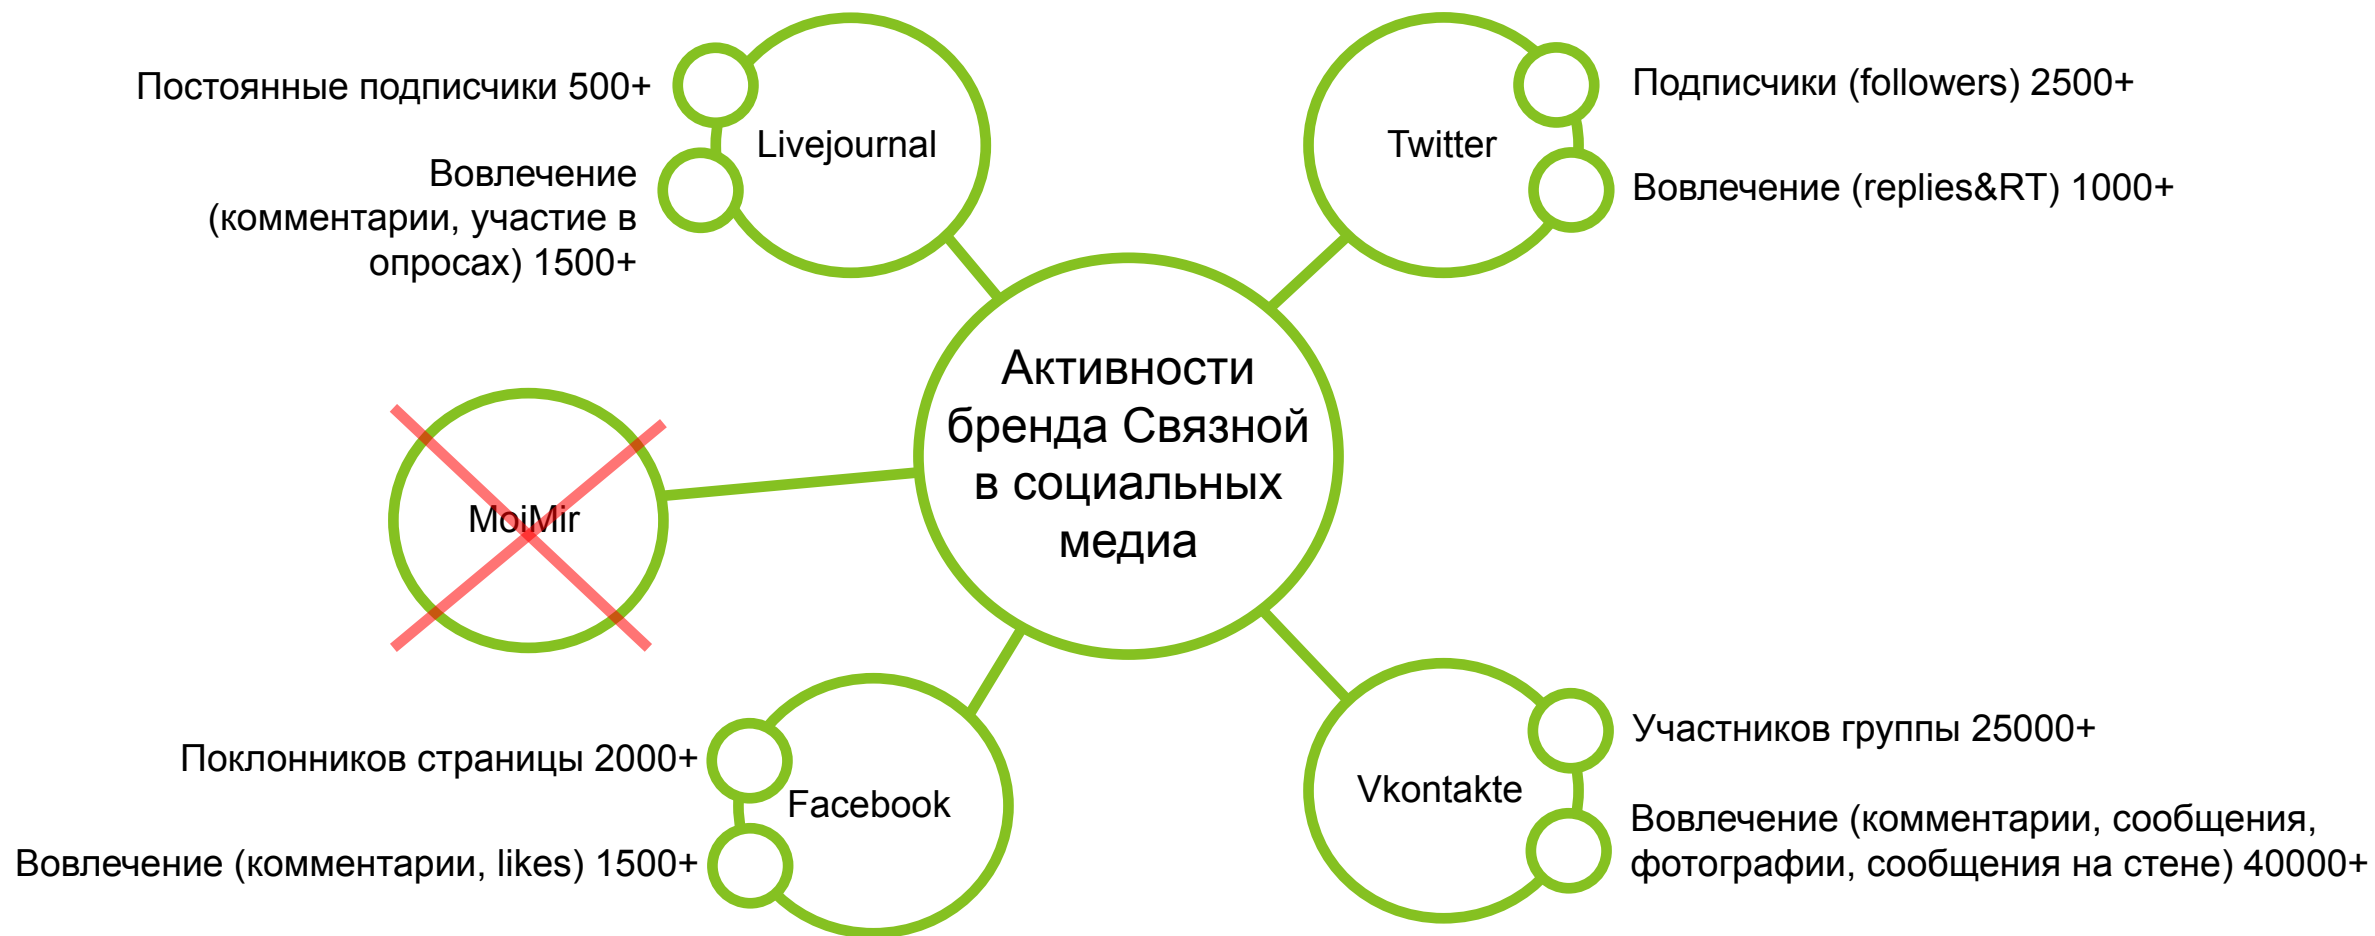 Постоянные подписчики 500+
Вовлечение
(комментарии, участие в
опросах) 1500+
Livejournal
Twitter
Подписчики (followers) 2500+
Вовлечение (replies&RT) 1000+
Активности
бренда Связной
в социальных
медиа
MoiMir
Поклонников страницы 2000+
Вовлечение (комментарии, likes) 1500+
Facebook
Vkontakte
Участников группы 25000+
Вовлечение (комментарии, сообщения,
фотографии, сообщения на стене) 40000+